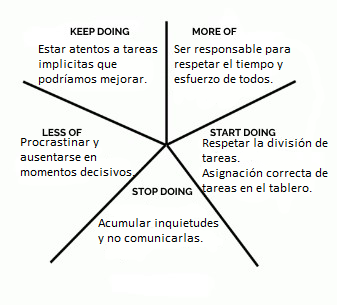 KEEP DOING
Estar atentos a tareas
implicitas que
podríamos mejorar.
MORE OF
Ser responsable para
respetar el tiempo y
esfuerzo de todos.
LESS OF
Procrastinar y
ausentarse en
momentos decisivos.
START DOING
Respetar la división de
tareas.
Asignación correcta de
tareas en el tablero.
STOP DOING
Acumular inquietudes
y no comunicarlas.